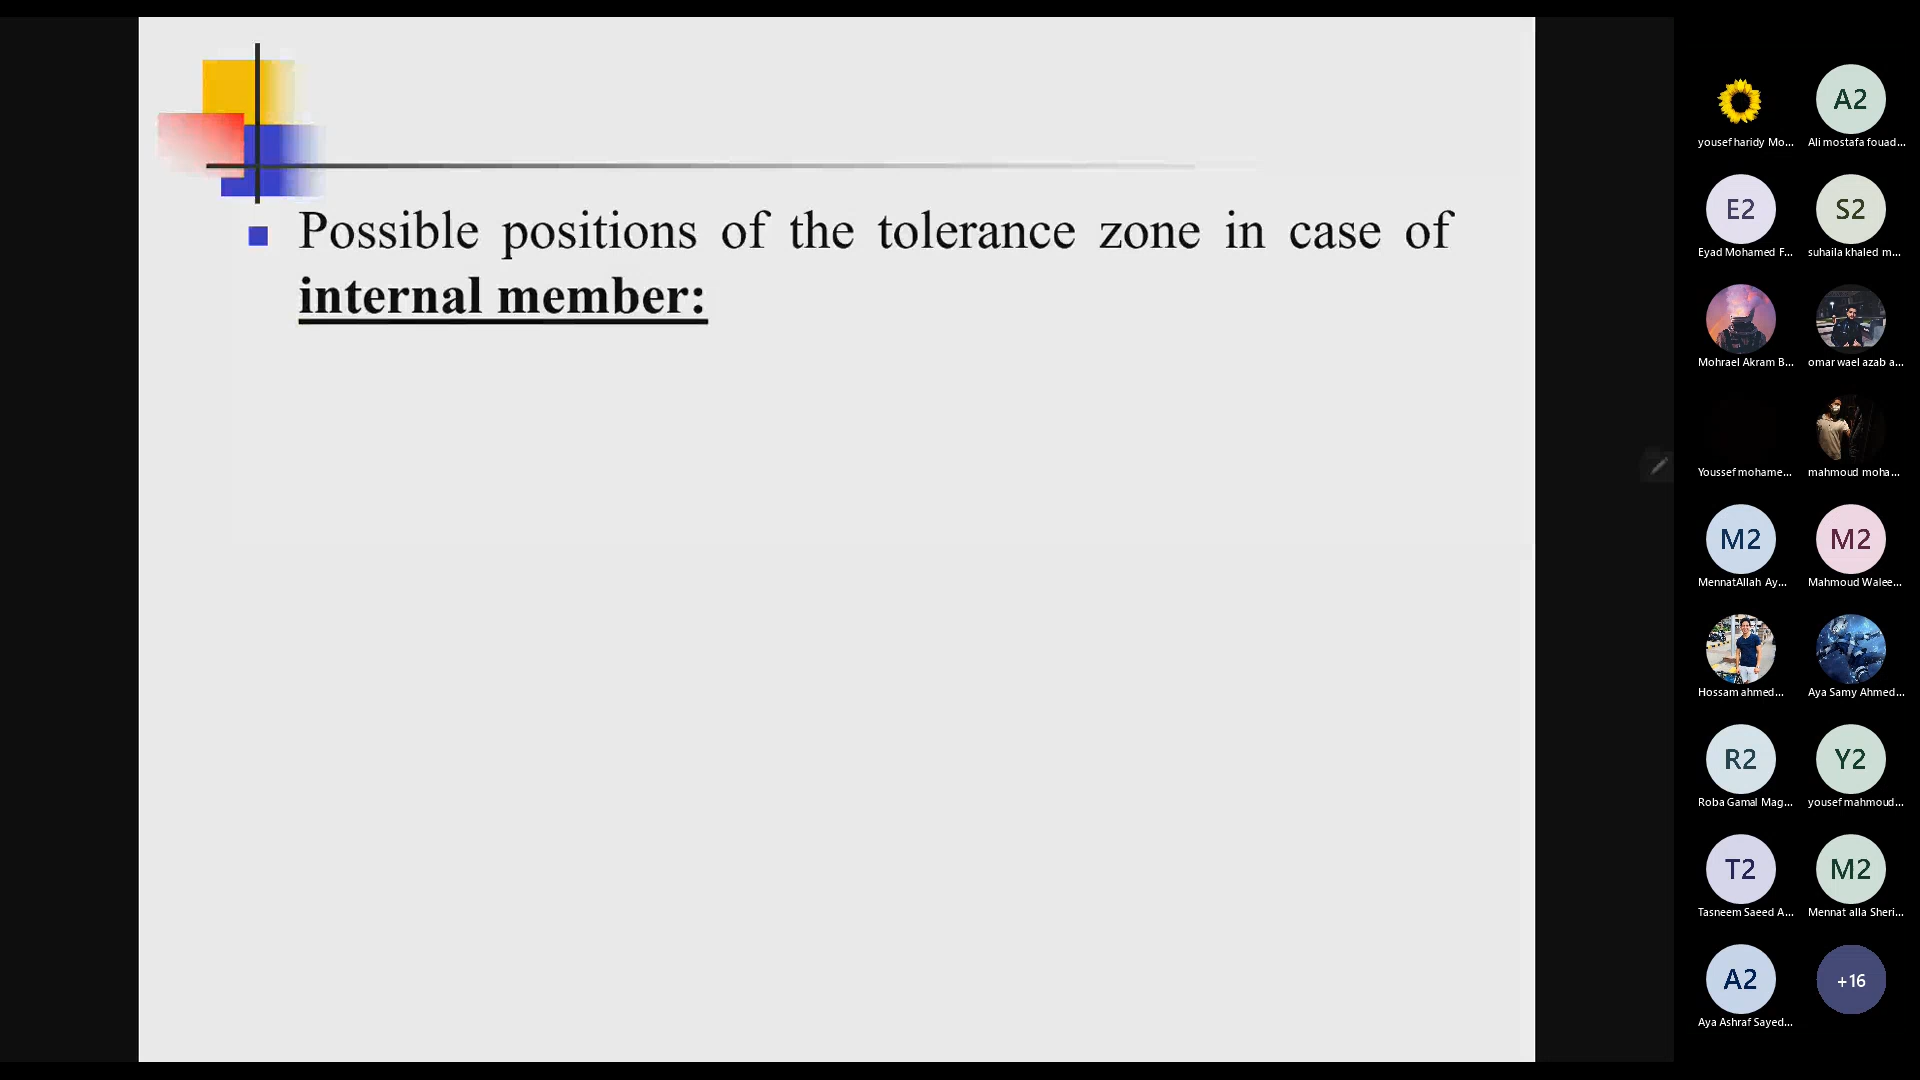 Possible positions of the tolerance zone in case of
internal member:
yousef haridy Mo...
A2
Ali mostafa fouad...
E2
Eyad Mohamed F...
S2
suhaila khaled m...
Mohrael Akram B...
omar wael azab a...
Youssef mohame...
mahmoud moha...
M2
MennatAllah Ay...
M2
Mahmoud Walee...
Hossam ahmed...
Aya Samy Ahmed...
R2
Roba Gamal Mag...
Y2
yousef mahmoud...
T2
Tasneem Saeed A...
M2
Mennat alla Sheri...
A2
Aya Ashraf Sayed...
+16